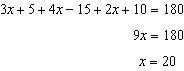 3x + 5 + 4x − 15 + 2x + 10 = 180
9x = 180
x = 20